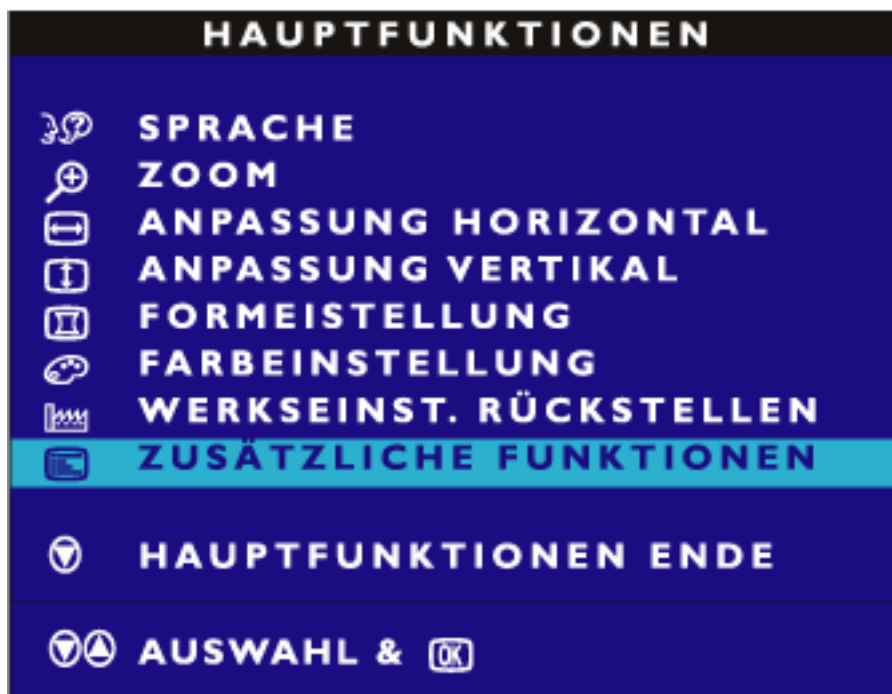 HAUPTFUNKTIONEN
SPRACHE
ZOOM
ANPASSUNG HORIZONTAL
ANPASSUNG VERTIKAL
FORMEISTELLUNG
FARBEINSTELLUNG
WERKSEINST. RÜCKSTELLEN
ZUSÄTZLICHE FUNKTIONEN
HAUPTFUNKTIONEN ENDE
AUSWAHL & OK